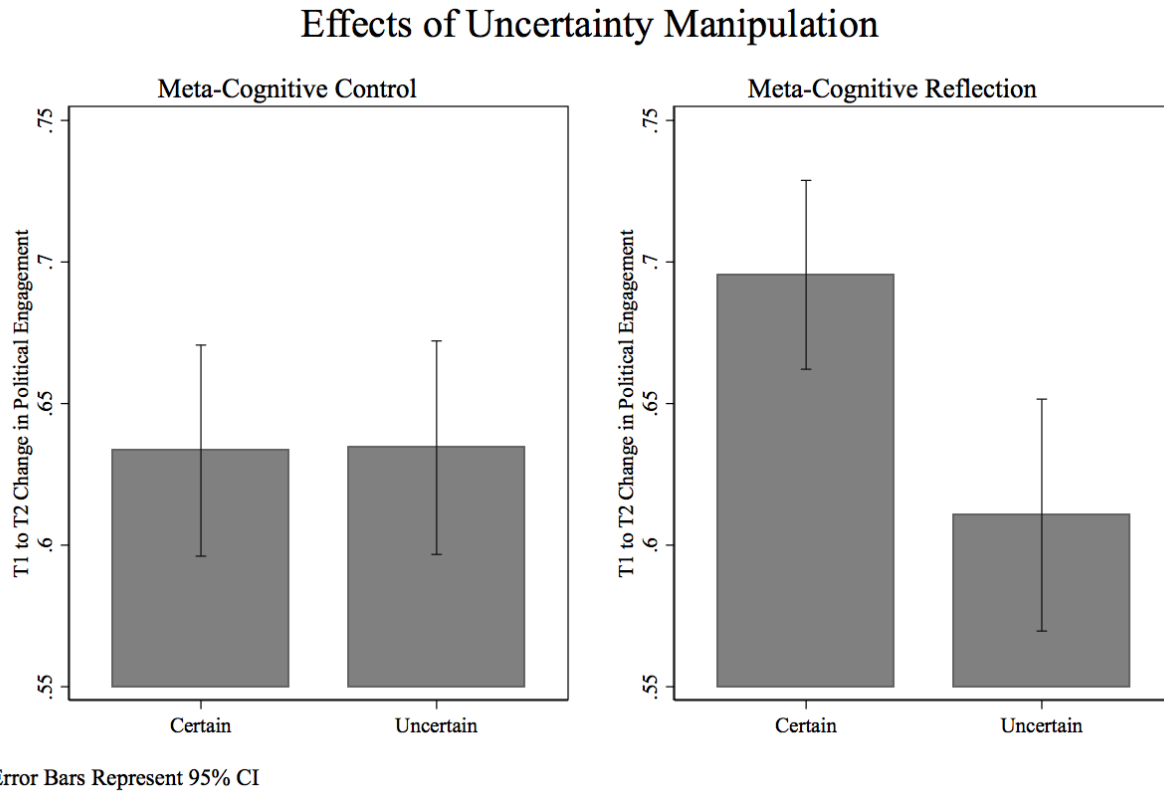 Effects of Uncertainty Manipulation
Meta-Cognitive Control
Meta-Cognitive Reflection
T1 to T2 Change in Political Engagement
.75
.7
.65
.6
.55
Certain
Uncertain
T1 to T2 Change in Political Engagement
.75
.7
.65
.6
.55
Certain
Uncertain
Error Bars Represent 95% CI